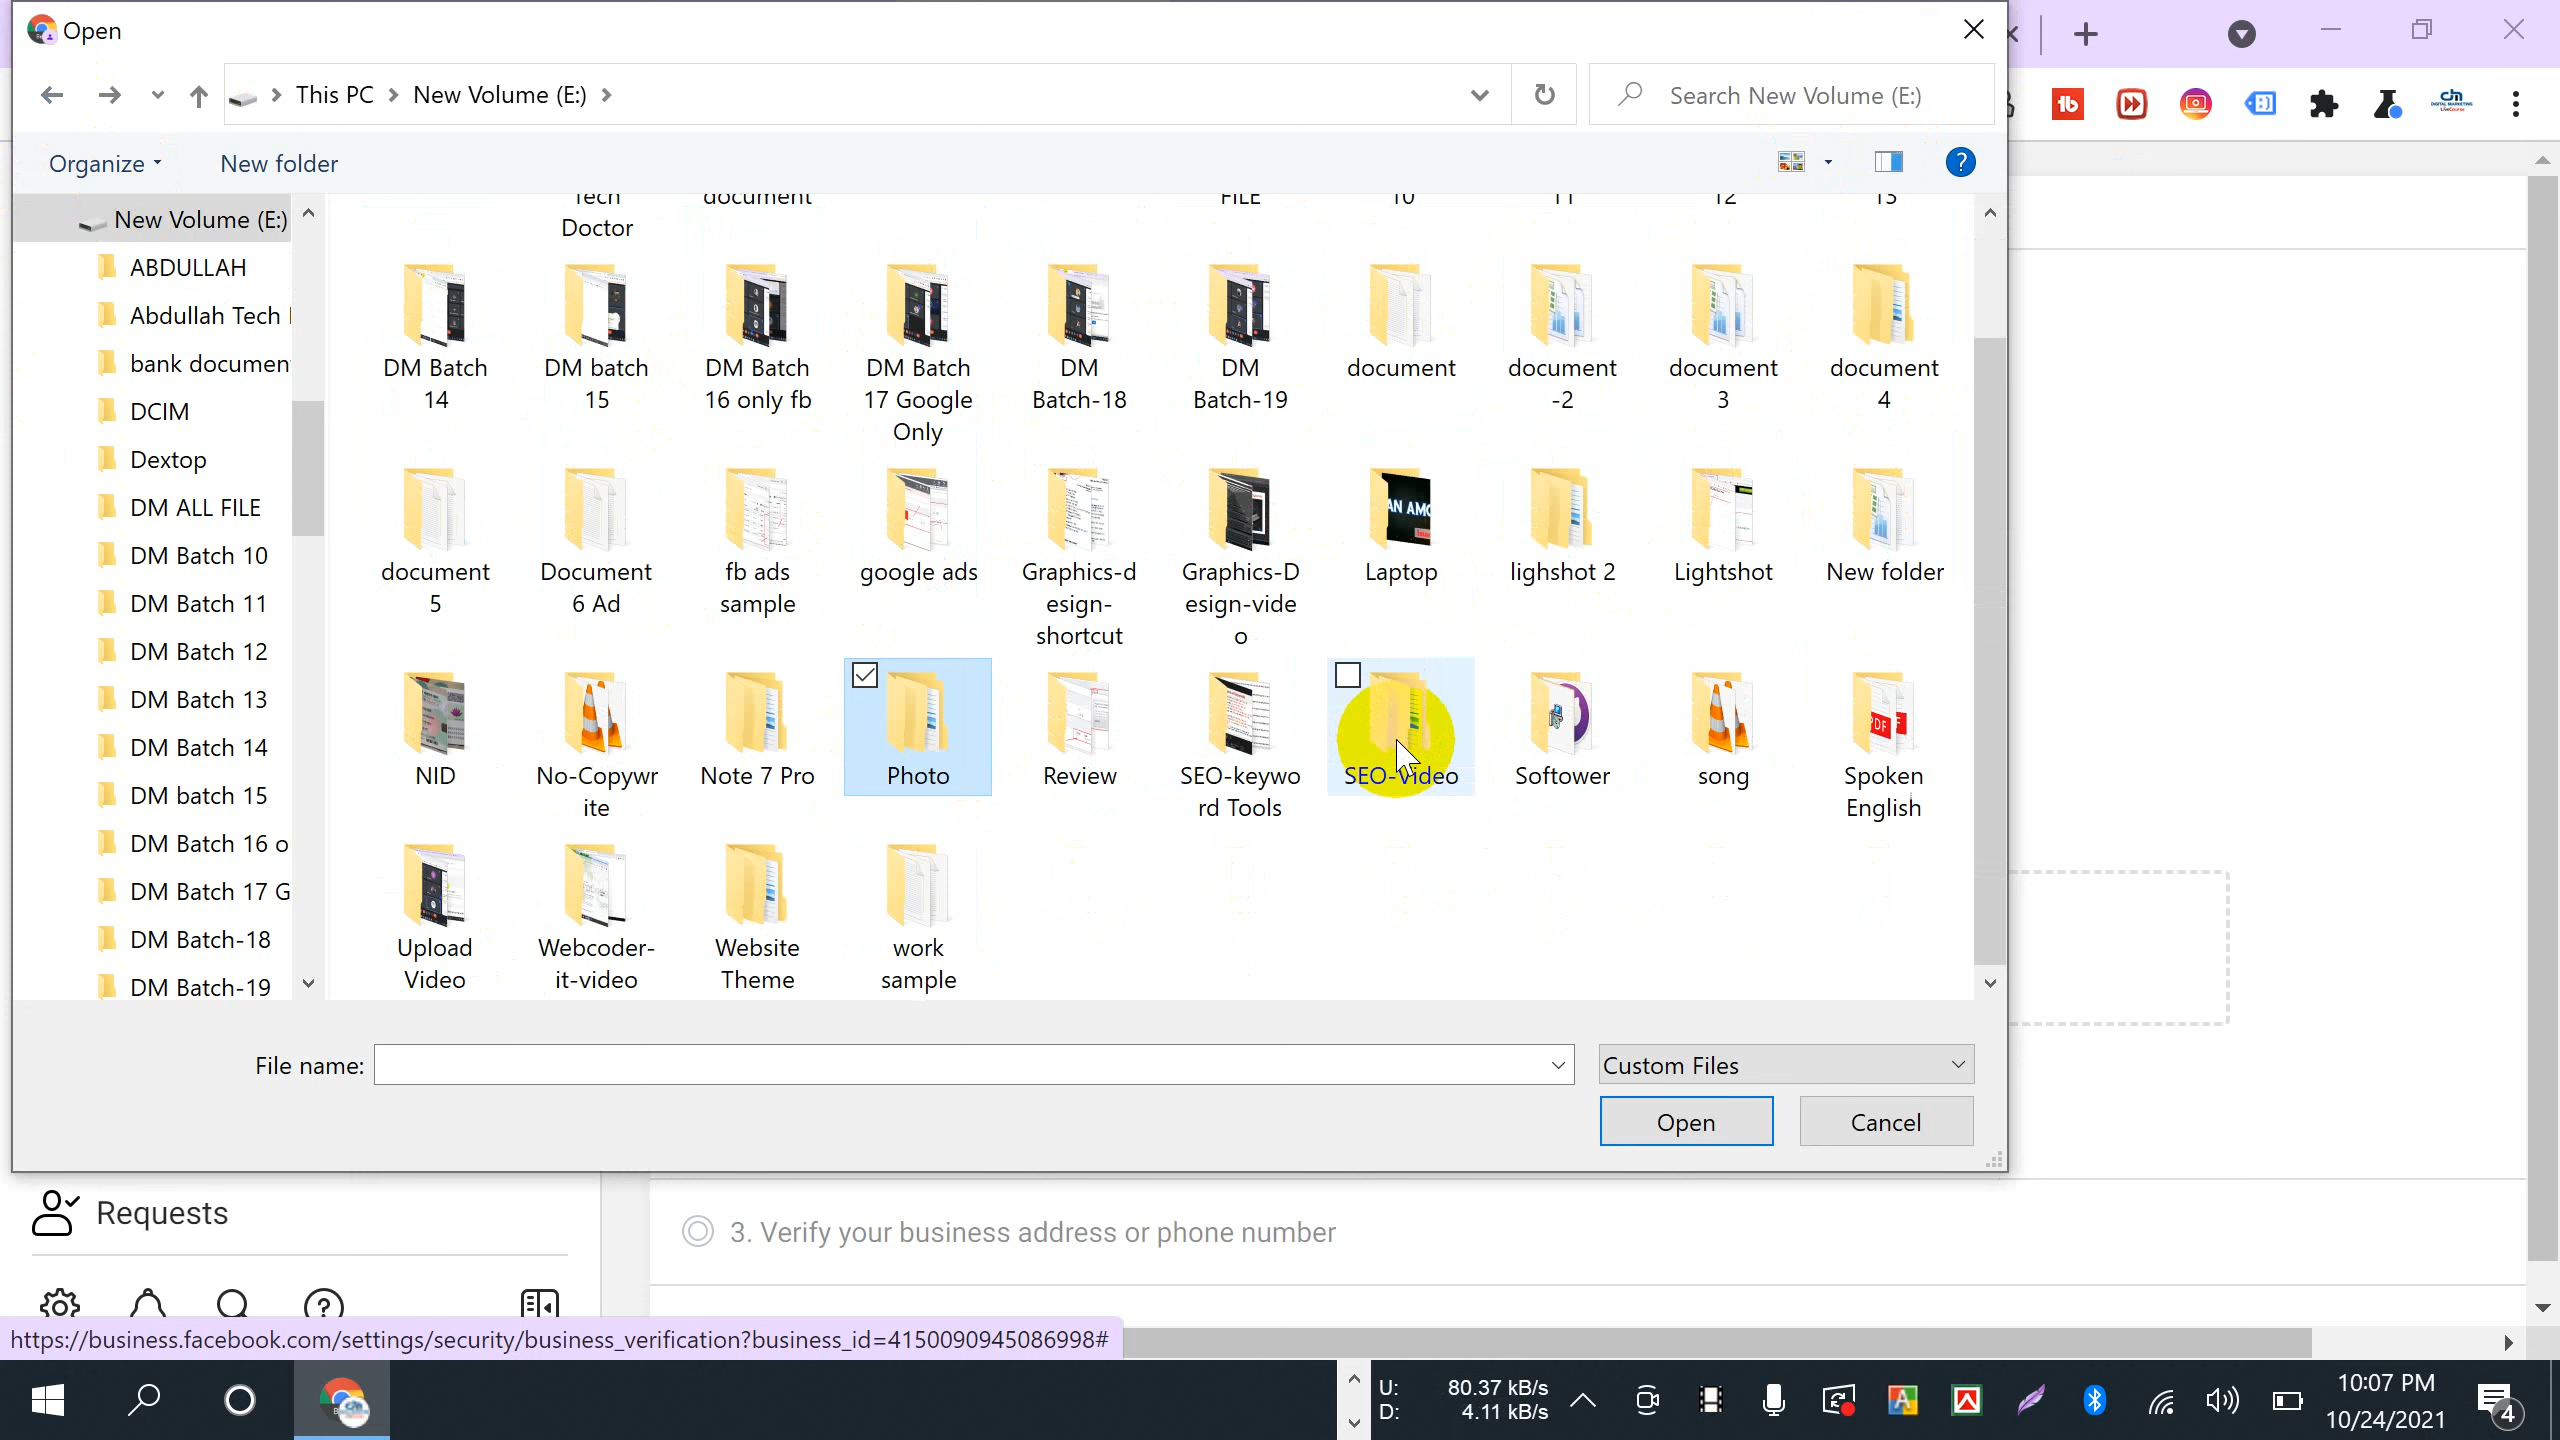 Open
This PC
New Volume (E:)
Search New Volume (E:)
Organize
New folder
New Volume (E:)
ABDULLAH
Abdullah Tech
bank documen
DCIM
Dextop
DM ALL FILE
DM Batch 10
DM Batch 11
DM Batch 12
DM Batch 13
DM Batch 14
DM batch 15
DM Batch 16 o
DM Batch 17 G
DM Batch-18
DM Batch-19
Tech
Doctor
document
FILE
10
11
12
13
DM Batch
14
DM batch
15
DM Batch
16 only fb
DM Batch
17 Google
Only
DM
Batch-18
DM
Batch-19
document
document
-2
document
3
document
4
document
5
Document
6 Ad
fb ads
sample
google ads
Graphics-d
esign-
shortcut
Graphics-D
esign-vide
o
Laptop
lighshot 2
Lightshot
New folder
NID
No-Copywr
ite
Note 7 Pro
Photo
Review
SEO-keywo
rd Tools
SEO-Video
Softower
song
Spoken
English
Upload
Video
Webcoder-
it-video
Website
Theme
work
sample
File name:
Custom Files
Open
Cancel
Requests
3. Verify your business address or phone number
https://business.facebook.com/settings/security/business_verification?business_id=4150090945086998#
U: 80.37 kB/s
D: 4.11 kB/s
10:07 PM
10/24/2021
4